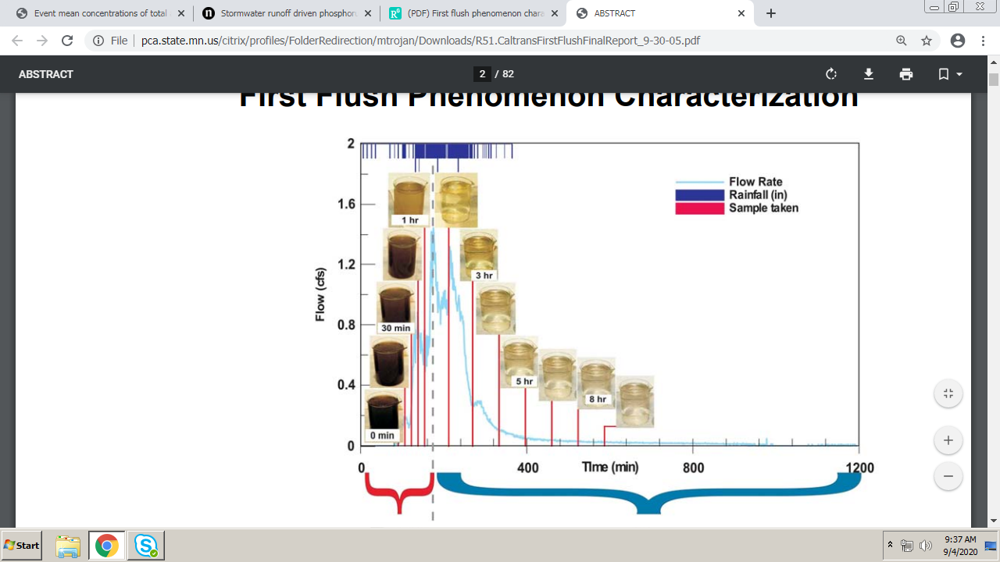 Event mean concentrations of total
Stormwater runoff driven phosphor
(PDF) First flush phenomenon chara
ABSTRACT
File
pca.state.mn.us/citrix/profiles/FolderRedirection/mtrojan/Downloads/R51.CaltransFirstFlushFinalReport_9-30-05.pdf
ABSTRACT
2 / 82
First Flush Phenomenon Characterization
2
1.6
1.2
0.8
0.4
0
Flow (cfs)
Flow Rate
Rainfall (in)
Sample taken
1 hr
3 hr
30 min
5 hr
8 hr
0 min
0
400
TIme (min)
800
1200
Start
9:37 AM
9/4/2020